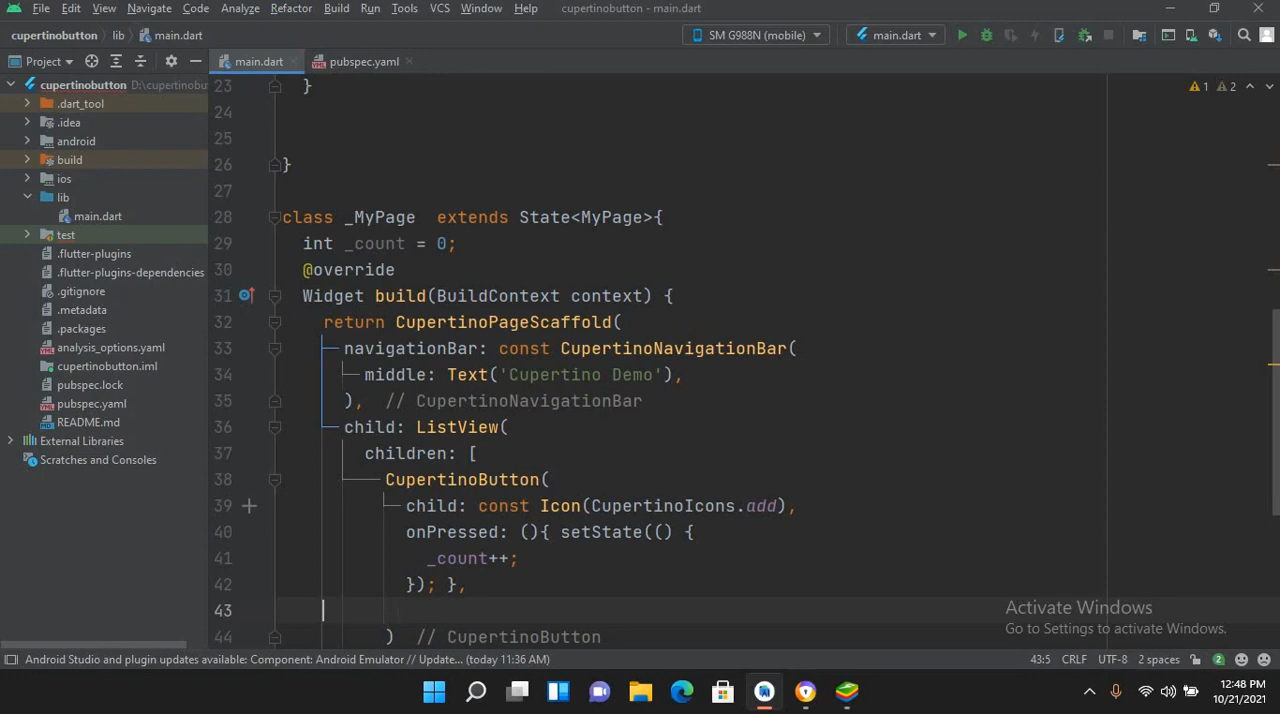 File Edit View Navigate Code Analyze Refactor Build Run Tools VCS Window Help cupertinobutton - main.dart
cupertinobutton lib main.dart SM G988N (mobile) main.dart
Project main.dart pubspec.yaml
cupertinobutton D:\cupertinobu
.dart_tool
.idea
android
build
ios
lib
main.dart
test
.flutter-plugins
.flutter-plugins-dependencies
.gitignore
.metadata
.packages
analysis_options.yaml
cupertinobutton.iml
pubspec.lock
pubspec.yaml
README.md
External Libraries
Scratches and Consoles
1 2
23 }
24
25
26 }
27
28 class _MyPage extends State<MyPage>{
29 int _count = 0;
30 @override
31 Widget build(BuildContext context) {
32 return CupertinoPageScaffold(
33 navigationBar: const CupertinoNavigationBar(
34 middle: Text('Cupertino Demo'),
35 ), // CupertinoNavigationBar
36 child: ListView(
37 children: [
38 CupertinoButton(
39 child: const Icon(CupertinoIcons.add),
40 onPressed: (){ setState(() {
41 _count++;
42 }); },
43
44 ) // CupertinoButton
Activate Windows
Go to Settings to activate Windows.
Android Studio and plugin updates available: Component: Android Emulator // Update... (today 11:36 AM) 43:5 CRLF UTF-8 2 spaces 2
12:48 PM
10/21/2021